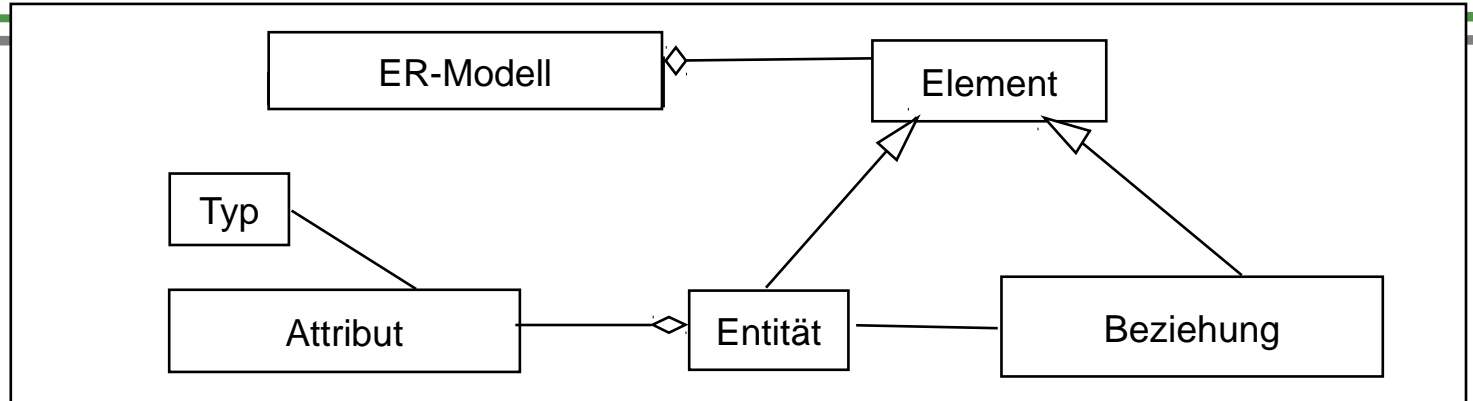 ER-Modell
Element
Typ
Attribut
Entität
Beziehung